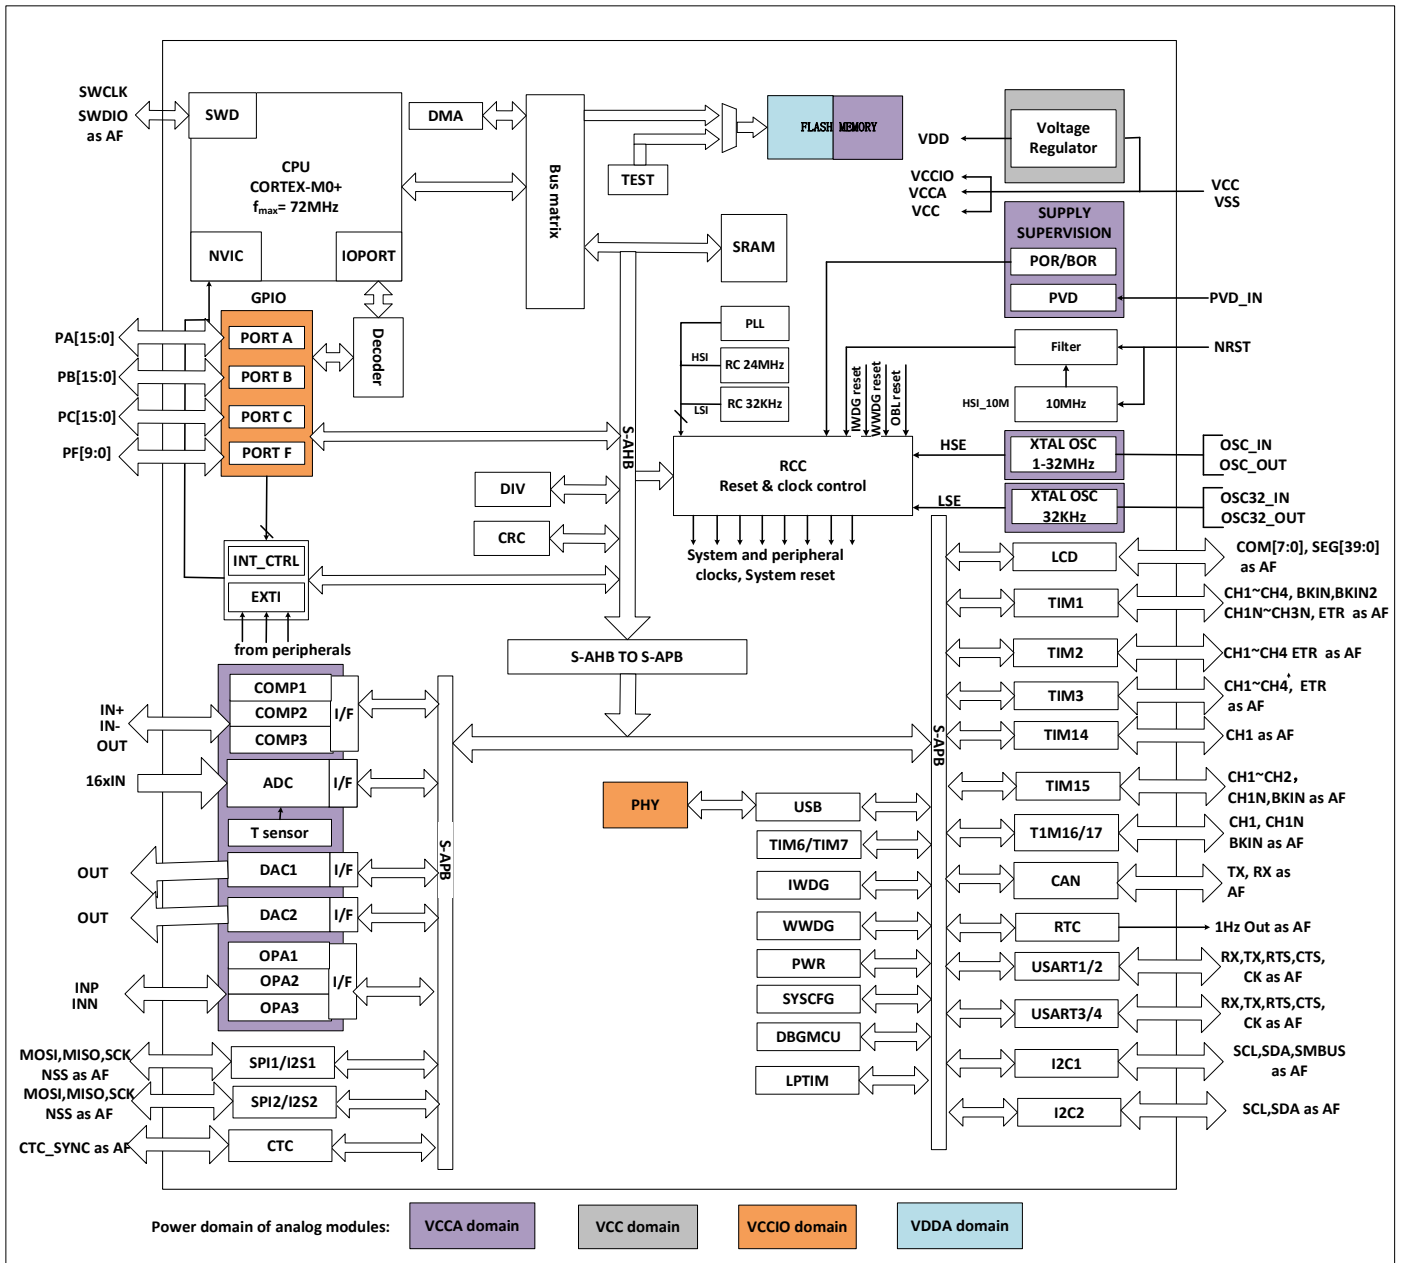 SWCLK
SWDIO
as AF
SWD
CPU
CORTEX-M0+
fmax= 72MHz
NVIC
IOPORT
DMA
Bus matrix
TEST
FLASH MEMORY
SRAM
VDD
Voltage
Regulator
VCCIO
VCCA
VCC
VCC
VSS
SUPPLY
SUPERVISION
POR/BOR
PVD
PVD_IN
GPIO
PORT A
PORT B
PORT C
PORT F
PA[15:0]
PB[15:0]
PC[15:0]
PF[9:0]
Decoder
PLL
HSI
RC 24MHz
LSI
RC 32KHz
IWDG reset
WWDG reset
OBL reset
Filter
NRST
HSI_10M
10MHz
S-AHB
RCC
Reset & clock control
HSE
XTAL OSC
1-32MHz
OSC_IN
OSC_OUT
LSE
XTAL OSC
32KHz
OSC32_IN
OSC32_OUT
DIV
CRC
System and peripheral
clocks, System reset
INT_CTRL
EXTI
from peripherals
S-AHB TO S-APB
COMP1
COMP2
COMP3
I/F
IN+
IN-
OUT
16xIN
ADC
I/F
T sensor
OUT
DAC1
I/F
OUT
DAC2
I/F
OPA1
OPA2
OPA3
I/F
INP
INN
MOSI,MISO,SCK
NSS as AF
SPI1/I2S1
MOSI,MISO,SCK
NSS as AF
SPI2/I2S2
CTC_SYNC as AF
CTC
S-APB
PHY
USB
TIM6/TIM7
IWDG
WWDG
PWR
SYSCFG
DBGMCU
LPTIM
S-APB
LCD
COM[7:0], SEG[39:0]
as AF
TIM1
CH1~CH4, BKIN,BKIN2
CH1N~CH3N, ETR as AF
TIM2
CH1~CH4 ETR as AF
TIM3
CH1~CH4, ETR
as AF
TIM14
CH1 as AF
TIM15
CH1~CH2,
CH1N,BKIN as AF
T1M16/17
CH1, CH1N
BKIN as AF
CAN
TX, RX as
AF
RTC
1Hz Out as AF
USART1/2
RX,TX,RTS,CTS,
CK as AF
USART3/4
RX,TX,RTS,CTS,
CK as AF
I2C1
SCL,SDA,SMBUS
as AF
I2C2
SCL,SDA as AF
Power domain of analog modules:
VCCA domain
VCC domain
VCCIO domain
VDDA domain